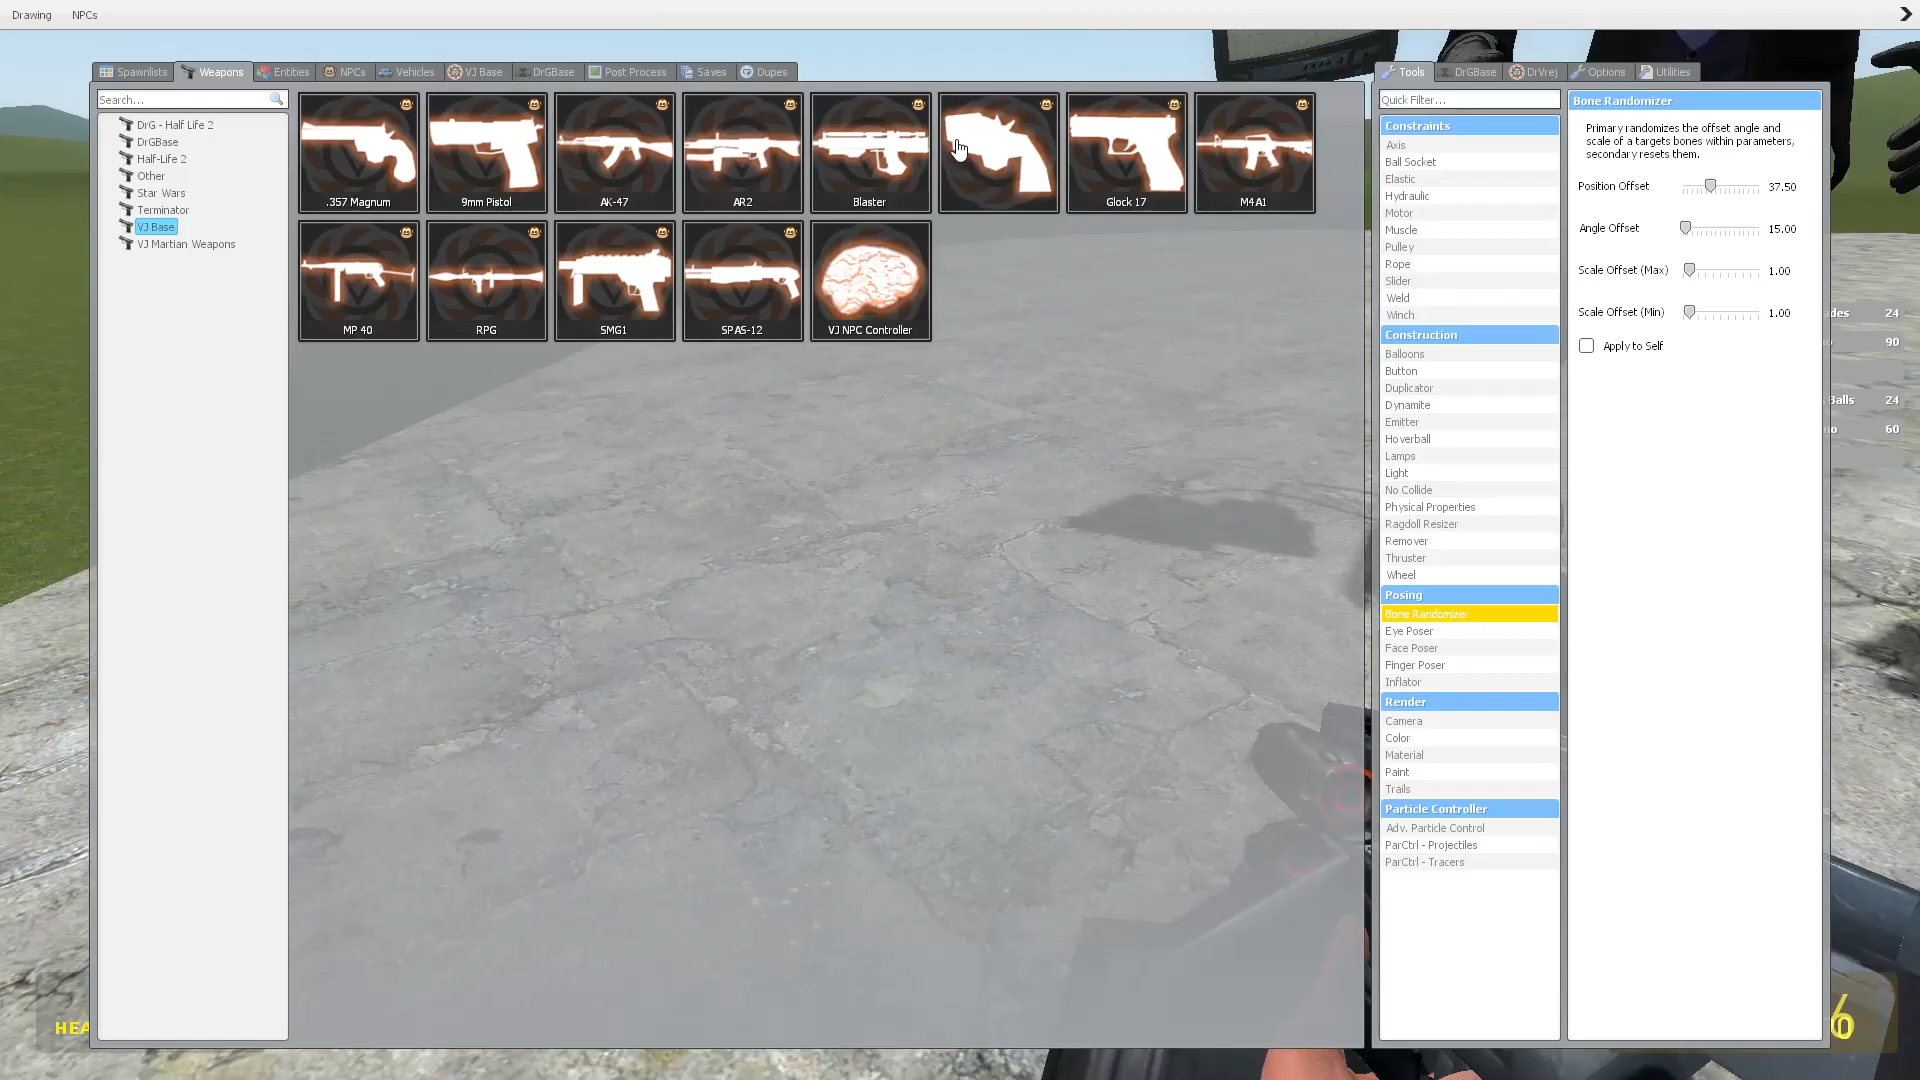 Drawing NPCs
Spawnlists Weapons Entities NPCs Vehicles VJ Base DrGBase Post Process Saves Dupes
Tools DrGBase DrVrej Options Utilities
Search...
DrG - Half Life 2
DrGBase
Half-Life 2
Other
Star Wars
Terminator
VJ Base
VJ Martian Weapons
.357 Magnum 9mm Pistol AK-47 AR2 Blaster Glock 17 M4A1
MP 40 RPG SMG1 SPAS-12 VJ NPC Controller
Quick Filter...
Constraints
Axis
Ball Socket
Elastic
Hydraulic
Motor
Muscle
Pulley
Rope
Slider
Weld
Winch
Construction
Balloons
Button
Duplicator
Dynamite
Emitter
Hoverball
Lamps
Light
No Collide
Physical Properties
Ragdoll Resizer
Remover
Thruster
Wheel
Posing
Bone Randomizer
Eye Poser
Face Poser
Finger Poser
Inflator
Render
Camera
Color
Material
Paint
Trails
Particle Controller
Adv. Particle Control
ParCtrl - Projectiles
ParCtrl - Tracers
Bone Randomizer
Primary randomizes the offset angle and
scale of a targets bones within parameters,
secondary resets them.
Position Offset 37.50
Angle Offset 15.00
Scale Offset (Max) 1.00
Scale Offset (Min) 1.00
Apply to Self
24
90
Balls 24
60
HEA
%